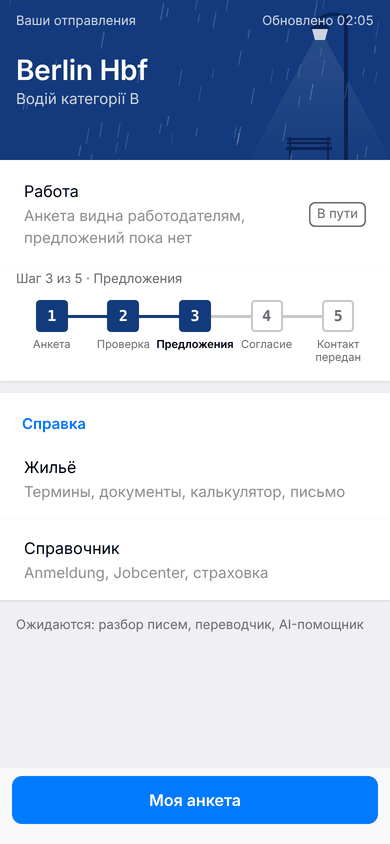 Ваши отправления
Обновлено 02:05
Berlin Hbf
Водій категорії B
Работа
Анкета видна работодателям,
предложений пока нет
В пути
Шаг 3 из 5 · Предложения
1
2
3
4
5
Анкета
Проверка
Предложения
Согласие
Контакт
передан
Справка
Жильё
Термины, документы, калькулятор, письмо
Справочник
Anmeldung, Jobcenter, страховка
Ожидаются: разбор писем, переводчик, AI-помощник
Моя анкета